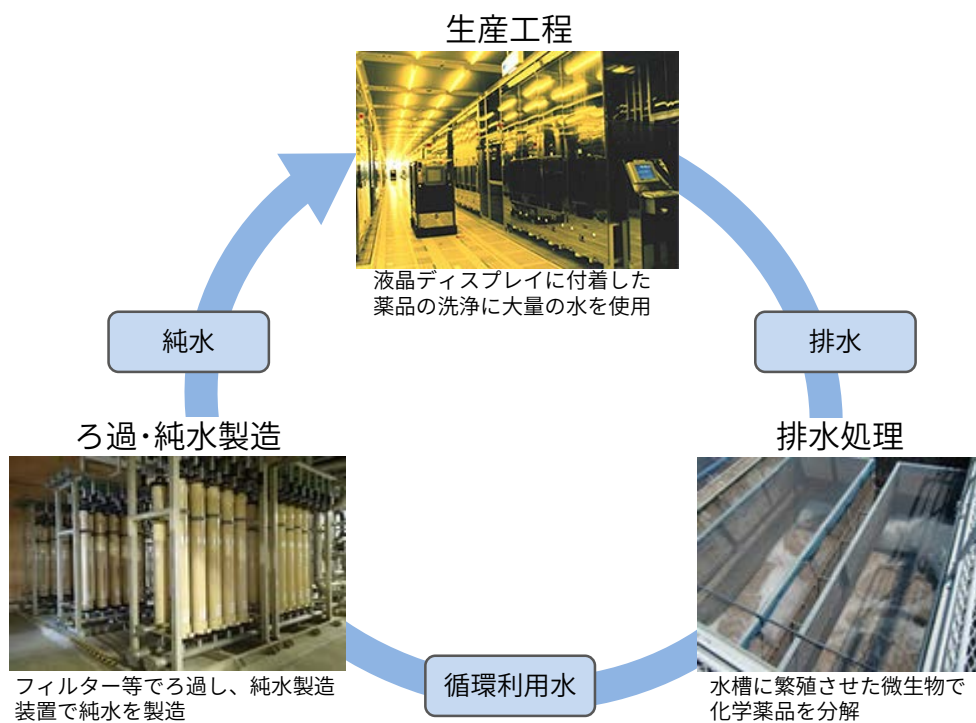 生産工程
液晶ディスプレイに付着した
薬品の洗浄に大量の水を使用
純水
排水
ろ過・純水製造
排水処理
フィルター等でろ過し、純水製造
装置で純水を製造
循環利用水
水槽に繁殖させた微生物で
化学薬品を分解